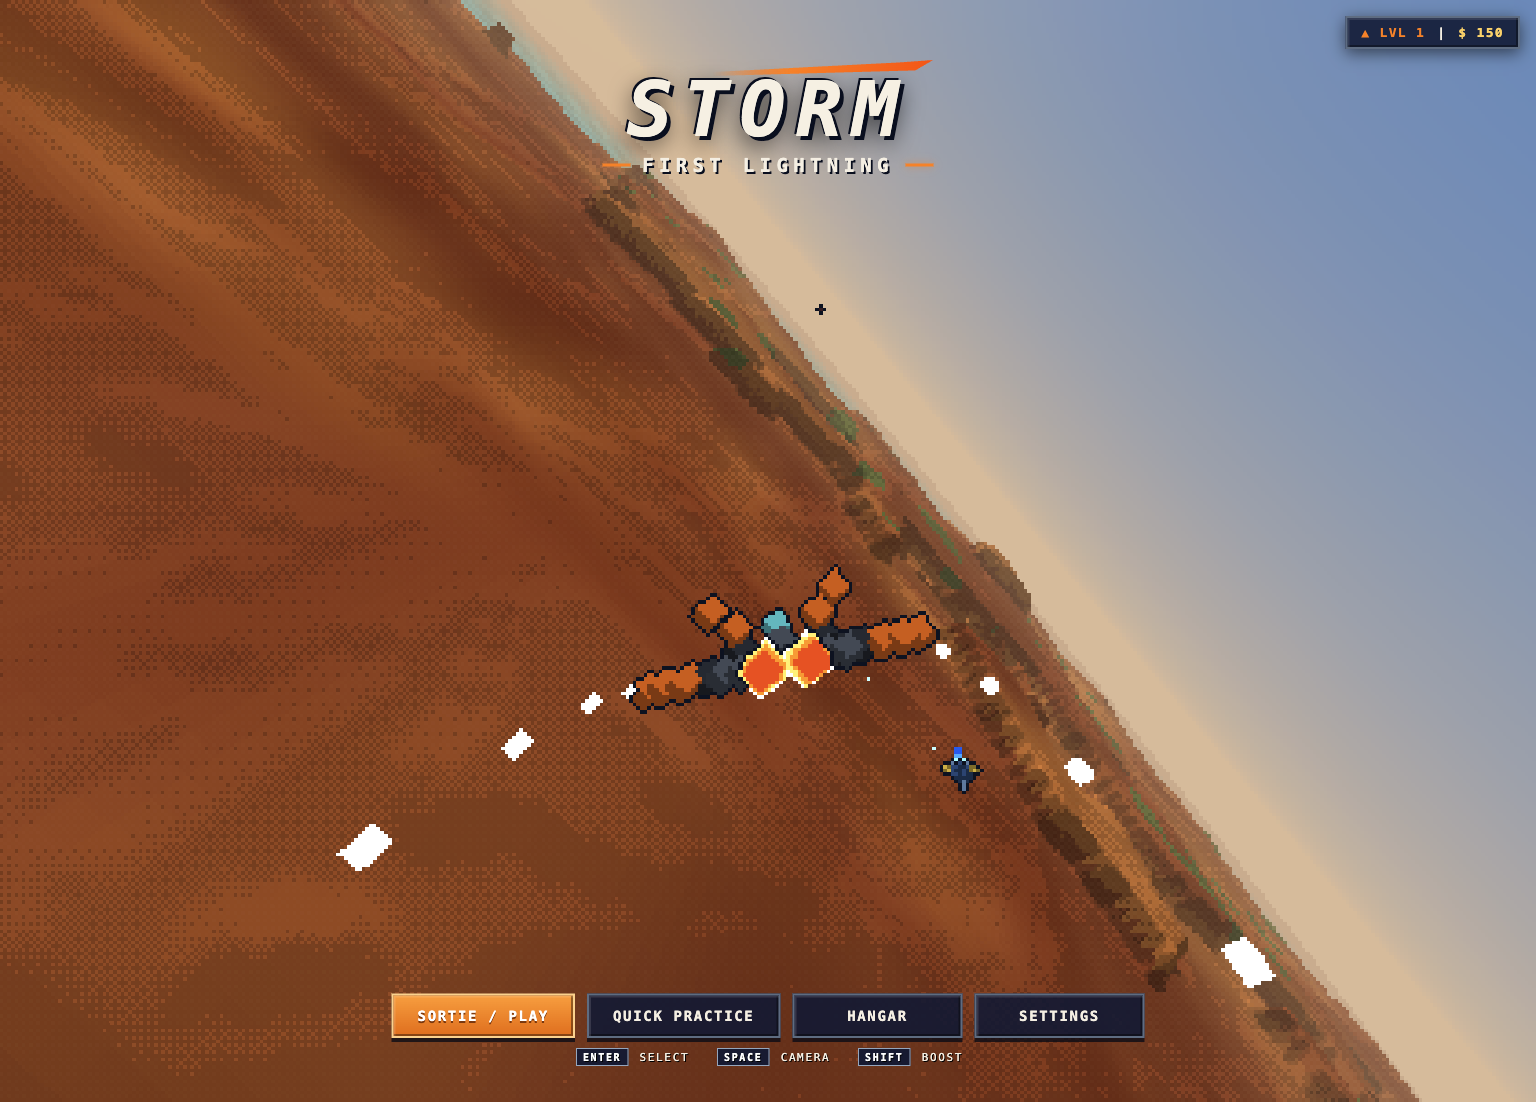 ▲ LVL 1 | $ 150
STORM
FIRST LIGHTNING
SORTIE / PLAY
QUICK PRACTICE
HANGAR
SETTINGS
ENTER SELECT SPACE CAMERA SHIFT BOOST